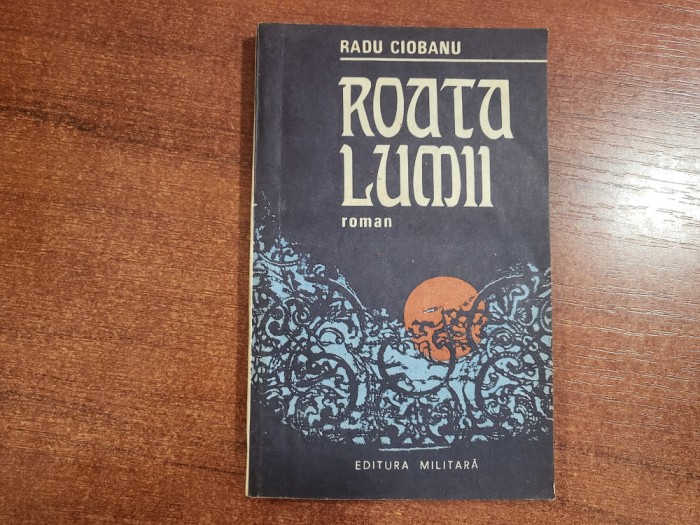 RADU CIOBANU
ROATA
LUMII
roman
EDITURA MILITARĂ